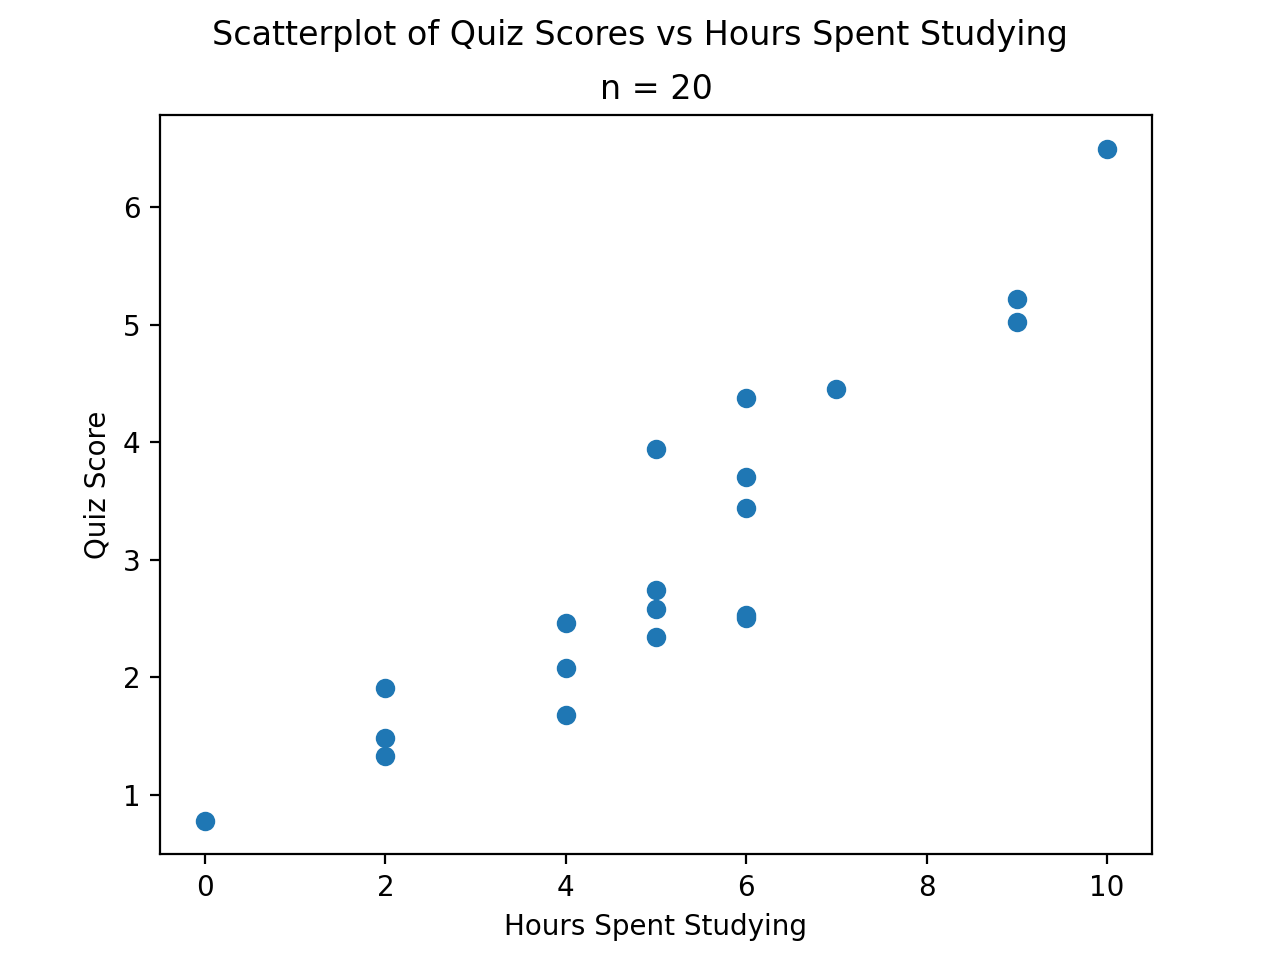 Scatterplot of Quiz Scores vs Hours Spent Studying
n = 20
6
5
4
3
2
1
Quiz Score
0 2 4 6 8 10
Hours Spent Studying